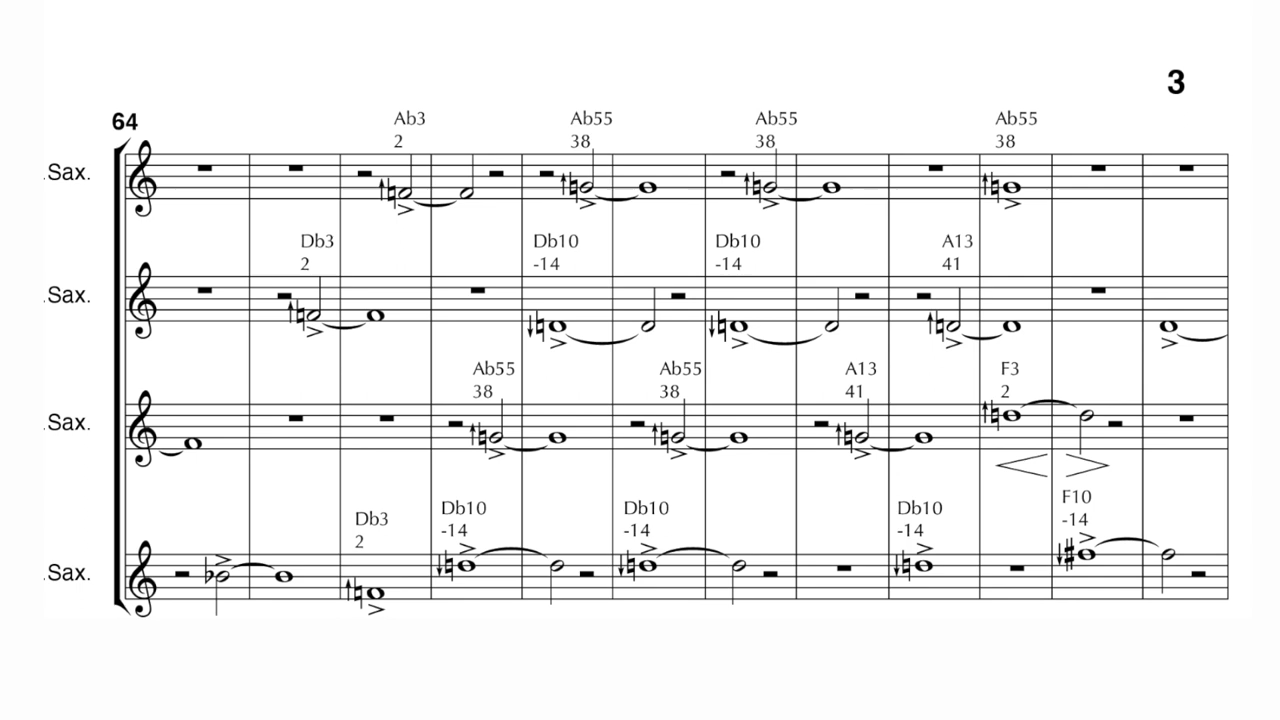 3
64
Ab3
2
Ab55
38
Ab55
38
Ab55
38
.Sax.
Db3
2
Db10
-14
Db10
-14
A13
41
.Sax.
Ab55
38
Ab55
38
A13
41
F3
2
.Sax.
Db3
2
Db10
-14
Db10
-14
Db10
-14
F10
-14
.Sax.